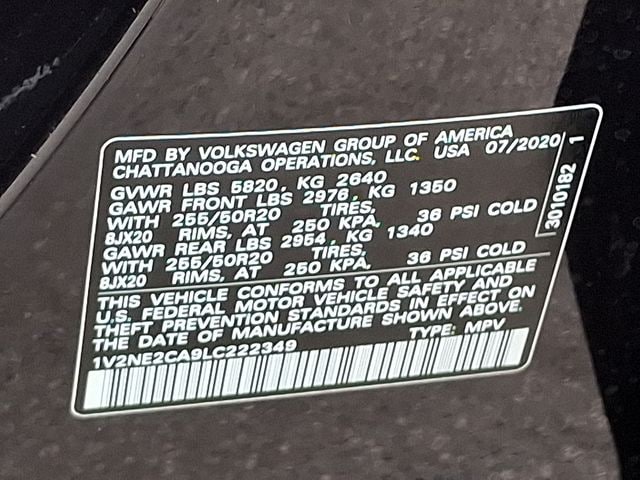 MFD BY VOLKSWAGEN GROUP OF AMERICA
CHATTANOOGA OPERATIONS, LLC. USA 07/2020
GVWR LBS 5820, KG 2640
GAWR FRONT LBS 2976, KG 1350
WITH 255/50R20 TIRES,
8JX20 RIMS, AT 250 KPA, 36 PSI COLD
GAWR REAR LBS 2954, KG 1340
WITH 255/50R20 TIRES,
8JX20 RIMS, AT 250 KPA, 36 PSI COLD
THIS VEHICLE CONFORMS TO ALL APPLICABLE
U.S. FEDERAL MOTOR VEHICLE SAFETY AND
THEFT PREVENTION STANDARDS IN EFFECT ON
THE DATE OF MANUFACTURE SHOWN ABOVE.
1V2NE2CA9LC222349 TYPE: MPV
3010182 1